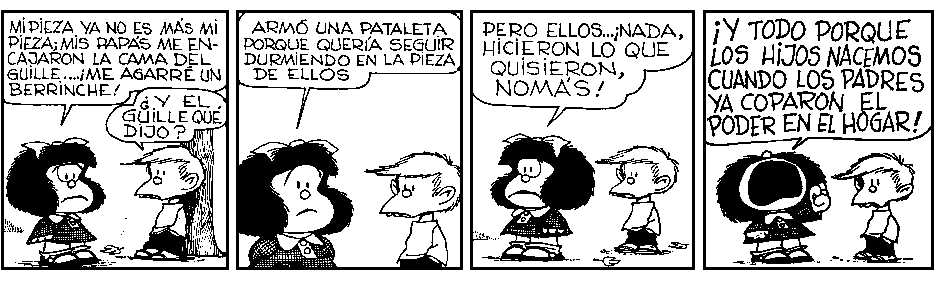 MI PIEZA YA NO ES MÁS MI
PIEZA; MIS PAPÁS ME EN-
CAJARON LA CAMA DEL
GUILLE....¡ME AGARRÉ UN
BERRINCHE!
¿Y EL
GUILLE QUÉ
DIJO?
ARMÓ UNA PATALETA
PORQUE QUERÍA SEGUIR
DURMIENDO EN LA PIEZA
DE ELLOS
PERO ELLOS...¡NADA,
HICIERON LO QUE
QUISIERON,
NOMÁS!
¡Y TODO PORQUE
LOS HIJOS NACEMOS
CUANDO LOS PADRES
YA COPARON EL
PODER EN EL HOGAR!